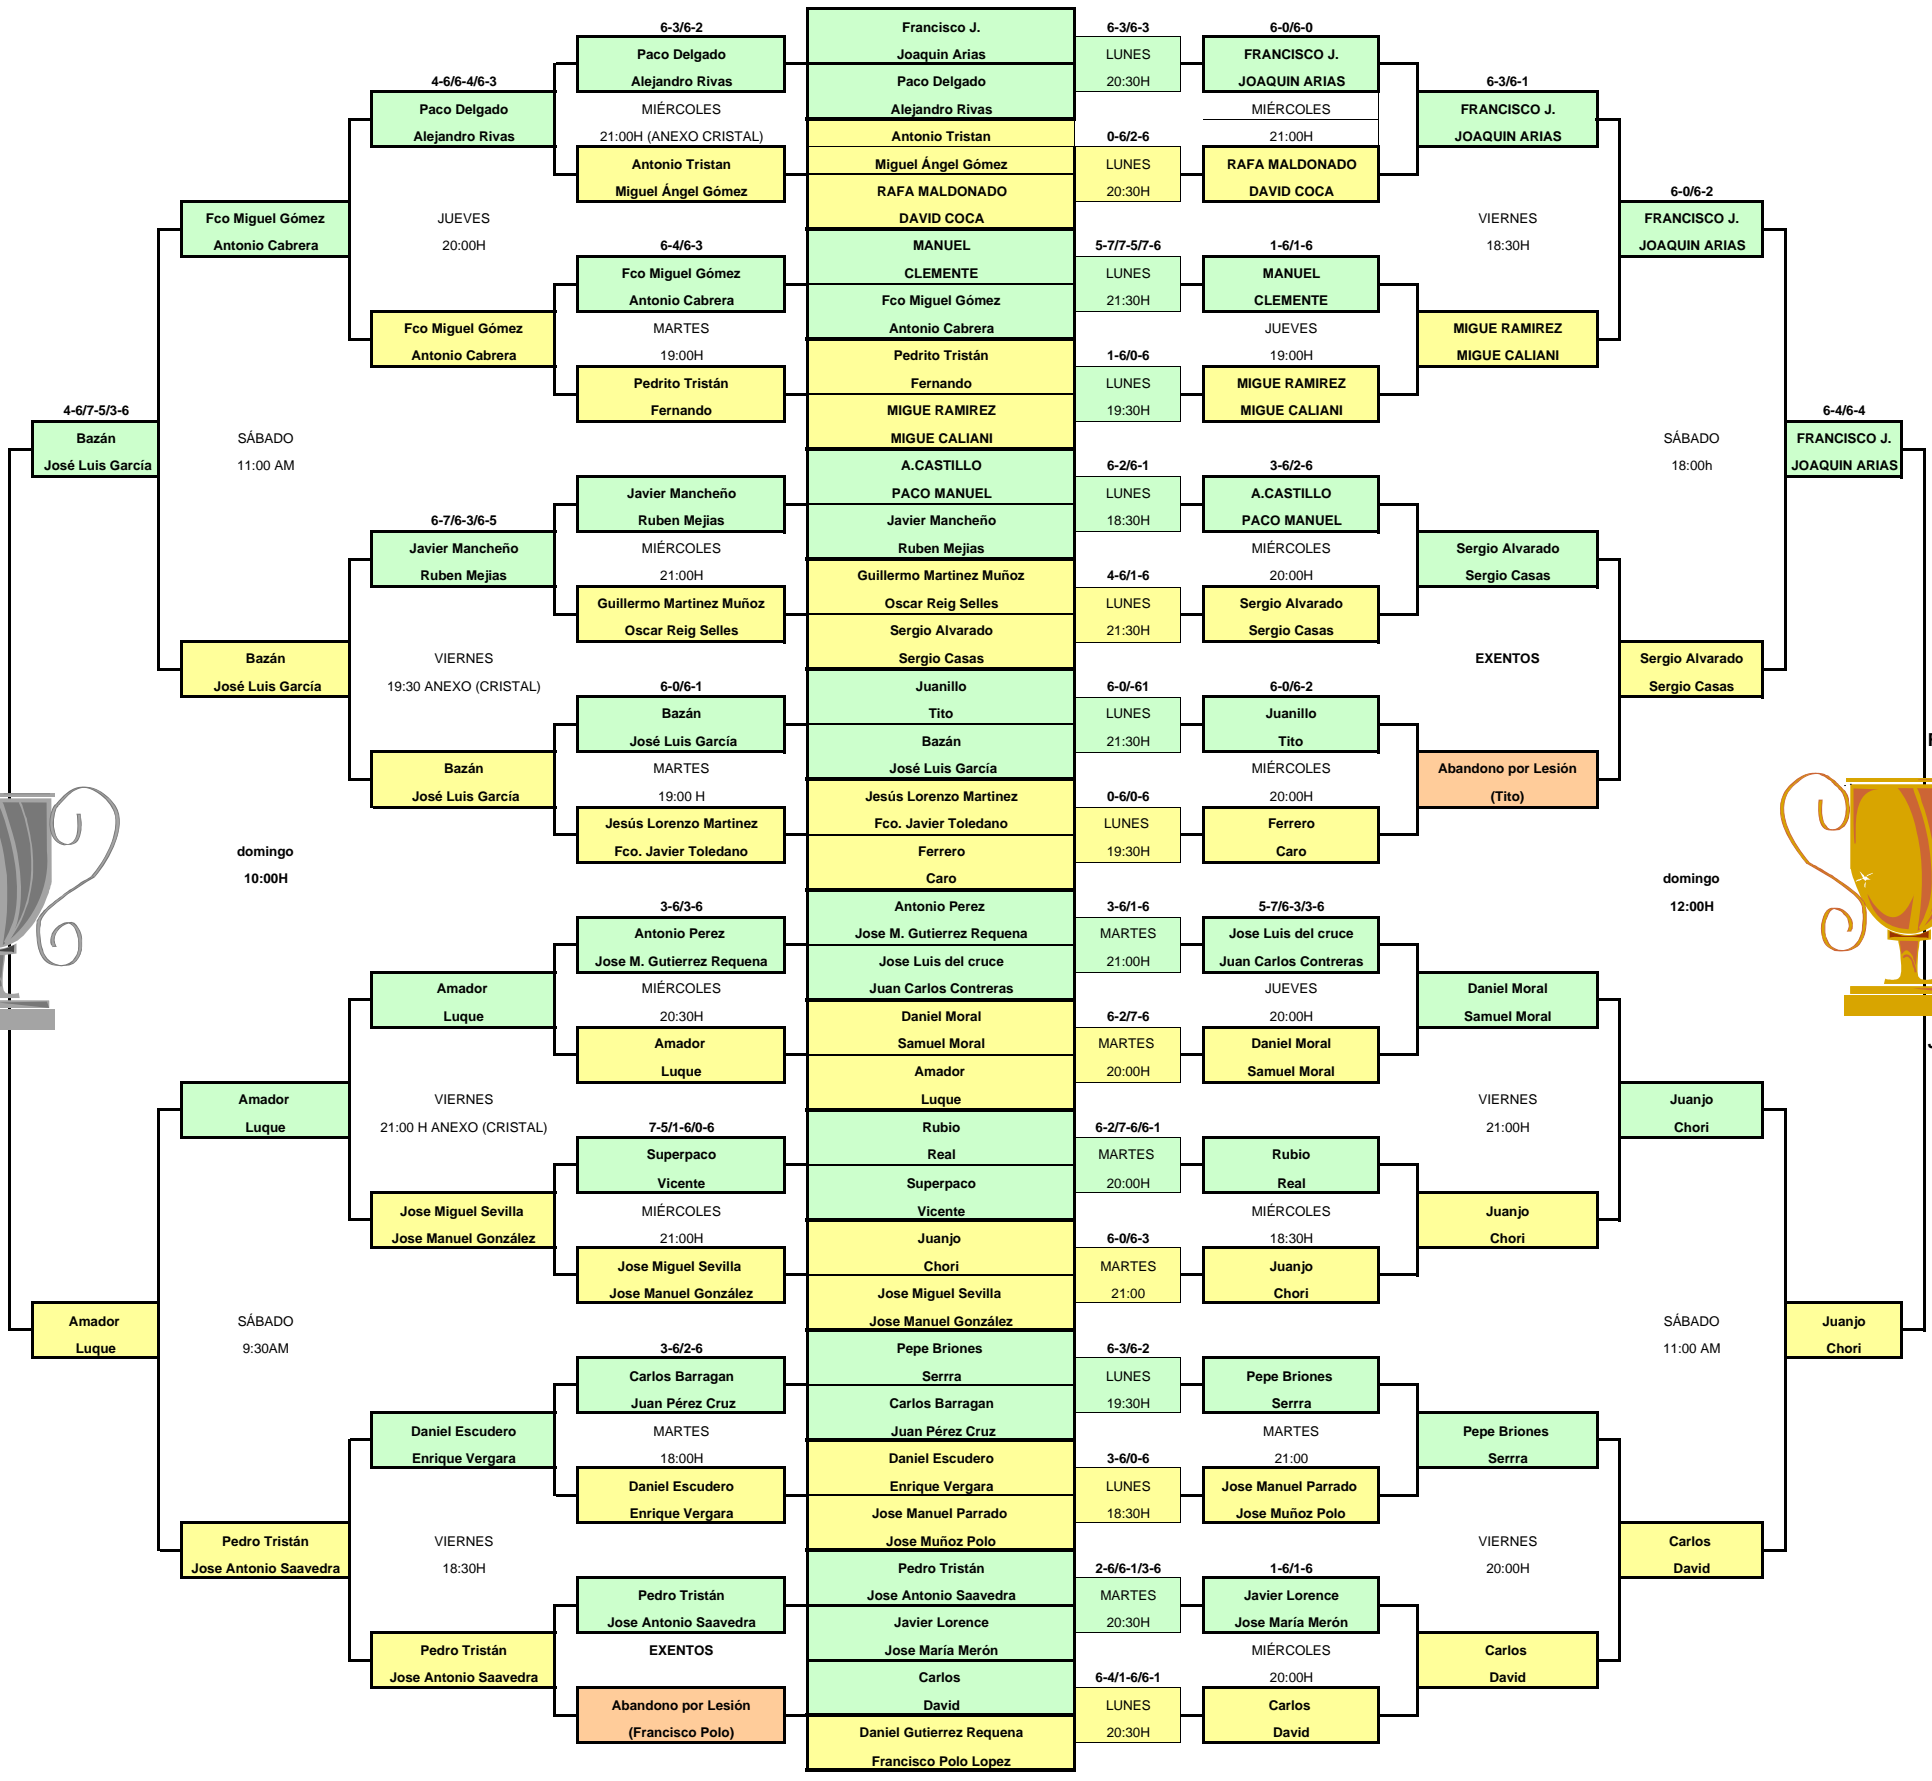 6-3/6-2
Francisco J.
6-3/6-3
6-0/6-0
Paco Delgado
Joaquin Arias
LUNES
FRANCISCO J.
4-6/6-4/6-3
Alejandro Rivas
Paco Delgado
20:30H
JOAQUIN ARIAS
6-3/6-1
Paco Delgado
MIÉRCOLES
Alejandro Rivas
MIÉRCOLES
FRANCISCO J.
Alejandro Rivas
21:00H (ANEXO CRISTAL)
Antonio Tristan
0-6/2-6
21:00H
JOAQUIN ARIAS
Antonio Tristan
Miguel Ángel Gómez
LUNES
RAFA MALDONADO
Miguel Ángel Gómez
RAFA MALDONADO
20:30H
DAVID COCA
6-0/6-2
Fco Miguel Gómez
JUEVES
DAVID COCA
VIERNES
FRANCISCO J.
Antonio Cabrera
20:00H
6-4/6-3
MANUEL
5-7/7-5/7-6
1-6/1-6
18:30H
JOAQUIN ARIAS
Fco Miguel Gómez
CLEMENTE
LUNES
MANUEL
Antonio Cabrera
Fco Miguel Gómez
21:30H
CLEMENTE
Fco Miguel Gómez
MARTES
Antonio Cabrera
JUEVES
MIGUE RAMIREZ
Antonio Cabrera
19:00H
Pedrito Tristán
1-6/0-6
19:00H
MIGUE CALIANI
Pedrito Tristán
Fernando
LUNES
MIGUE RAMIREZ
4-6/7-5/3-6
Fernando
MIGUE RAMIREZ
19:30H
MIGUE CALIANI
6-4/6-4
Bazán
SÁBADO
MIGUE CALIANI
SÁBADO
FRANCISCO J.
José Luis García
11:00 AM
A.CASTILLO
6-2/6-1
3-6/2-6
18:00h
JOAQUIN ARIAS
Javier Mancheño
PACO MANUEL
LUNES
A.CASTILLO
6-7/6-3/6-5
Ruben Mejias
Javier Mancheño
18:30H
PACO MANUEL
Javier Mancheño
MIÉRCOLES
Ruben Mejias
MIÉRCOLES
Sergio Alvarado
Ruben Mejias
21:00H
Guillermo Martinez Muñoz
4-6/1-6
20:00H
Sergio Casas
Guillermo Martinez Muñoz
Oscar Reig Selles
LUNES
Sergio Alvarado
Oscar Reig Selles
Sergio Alvarado
21:30H
Sergio Casas
Bazán
VIERNES
Sergio Casas
EXENTOS
Sergio Alvarado
José Luis García
19:30 ANEXO (CRISTAL)
6-0/6-1
Juanillo
6-0/-61
6-0/6-2
Sergio Casas
Bazán
Tito
LUNES
Juanillo
José Luis García
Bazán
21:30H
Tito
Bazán
MARTES
José Luis García
MIÉRCOLES
Abandono por Lesión
José Luis García
19:00 H
Jesús Lorenzo Martinez
0-6/0-6
20:00H
(Tito)
Jesús Lorenzo Martinez
Fco. Javier Toledano
LUNES
Ferrero
domingo
Fco. Javier Toledano
Ferrero
19:30H
Caro
10:00H
Caro
domingo
3-6/3-6
Antonio Perez
3-6/1-6
5-7/6-3/3-6
12:00H
Antonio Perez
Jose M. Gutierrez Requena
MARTES
Jose Luis del cruce
Jose M. Gutierrez Requena
Jose Luis del cruce
21:00H
Juan Carlos Contreras
Amador
MIÉRCOLES
Juan Carlos Contreras
JUEVES
Daniel Moral
Luque
20:30H
Daniel Moral
6-2/7-6
20:00H
Samuel Moral
Amador
Samuel Moral
MARTES
Daniel Moral
Luque
Amador
20:00H
Samuel Moral
Amador
VIERNES
Luque
VIERNES
Juanjo
Luque
21:00 H ANEXO (CRISTAL)
7-5/1-6/0-6
Rubio
6-2/7-6/6-1
21:00H
Chori
Superpaco
Real
MARTES
Rubio
Vicente
Superpaco
20:00H
Real
Jose Miguel Sevilla
MIÉRCOLES
Vicente
MIÉRCOLES
Juanjo
Jose Manuel González
21:00H
Juanjo
6-0/6-3
18:30H
Chori
Jose Miguel Sevilla
Chori
MARTES
Juanjo
Jose Manuel González
Jose Miguel Sevilla
21:00
Chori
Amador
SÁBADO
Jose Manuel González
SÁBADO
Juanjo
Luque
9:30AM
3-6/2-6
Pepe Briones
6-3/6-2
11:00 AM
Chori
Carlos Barragan
Serrra
LUNES
Pepe Briones
Juan Pérez Cruz
Carlos Barragan
19:30H
Serrra
Daniel Escudero
MARTES
Juan Pérez Cruz
MARTES
Pepe Briones
Enrique Vergara
18:00H
Daniel Escudero
3-6/0-6
21:00
Serrra
Daniel Escudero
Enrique Vergara
LUNES
Jose Manuel Parrado
Enrique Vergara
Jose Manuel Parrado
18:30H
Jose Muñoz Polo
Pedro Tristán
VIERNES
Jose Muñoz Polo
VIERNES
Carlos
Jose Antonio Saavedra
18:30H
Pedro Tristán
2-6/6-1/3-6
1-6/1-6
20:00H
David
Pedro Tristán
Jose Antonio Saavedra
MARTES
Javier Lorence
Jose Antonio Saavedra
Javier Lorence
20:30H
Jose María Merón
Pedro Tristán
EXENTOS
Jose María Merón
MIÉRCOLES
Carlos
Jose Antonio Saavedra
Carlos
6-4/1-6/6-1
20:00H
David
Abandono por Lesión
David
LUNES
Carlos
(Francisco Polo)
Daniel Gutierrez Requena
20:30H
David
Francisco Polo Lopez